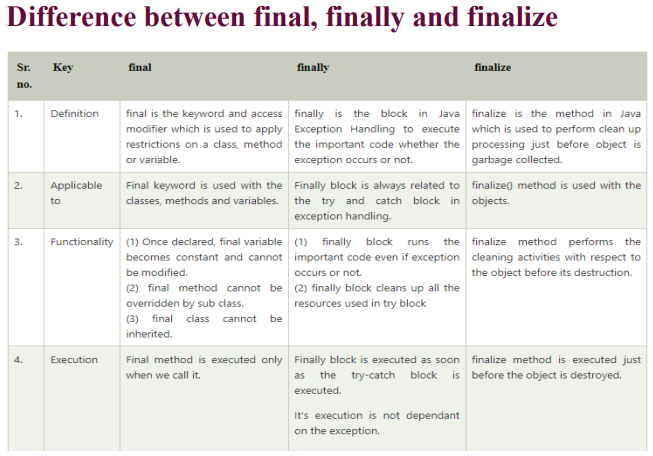 Difference between final, finally and finalize
Sr. no. Key final finally finalize
1. Definition
final is the keyword and access
modifier which is used to apply
restrictions on a class, method
or variable.
finally is the block in Java
Exception Handling to execute
the important code whether the
exception occurs or not.
finalize is the method in Java
which is used to perform clean up
processing just before object is
garbage collected.
2. Applicable to
Final keyword is used with the
classes, methods and variables.
Finally block is always related to
the try and catch block in
exception handling.
finalize() method is used with the
objects.
3. Functionality
(1) Once declared, final variable
becomes constant and cannot
be modified.
(2) final method cannot be
overridden by sub class.
(3) final class cannot be
inherited.
(1) finally block runs the
important code even if exception
occurs or not.
(2) finally block cleans up all the
resources used in try block
finalize method performs the
cleaning activities with respect to
the object before its destruction.
4. Execution
Final method is executed only
when we call it.
Finally block is executed as soon
as the try-catch block is
executed.
It's execution is not dependant
on the exception.
finalize method is executed just
before the object is destroyed.